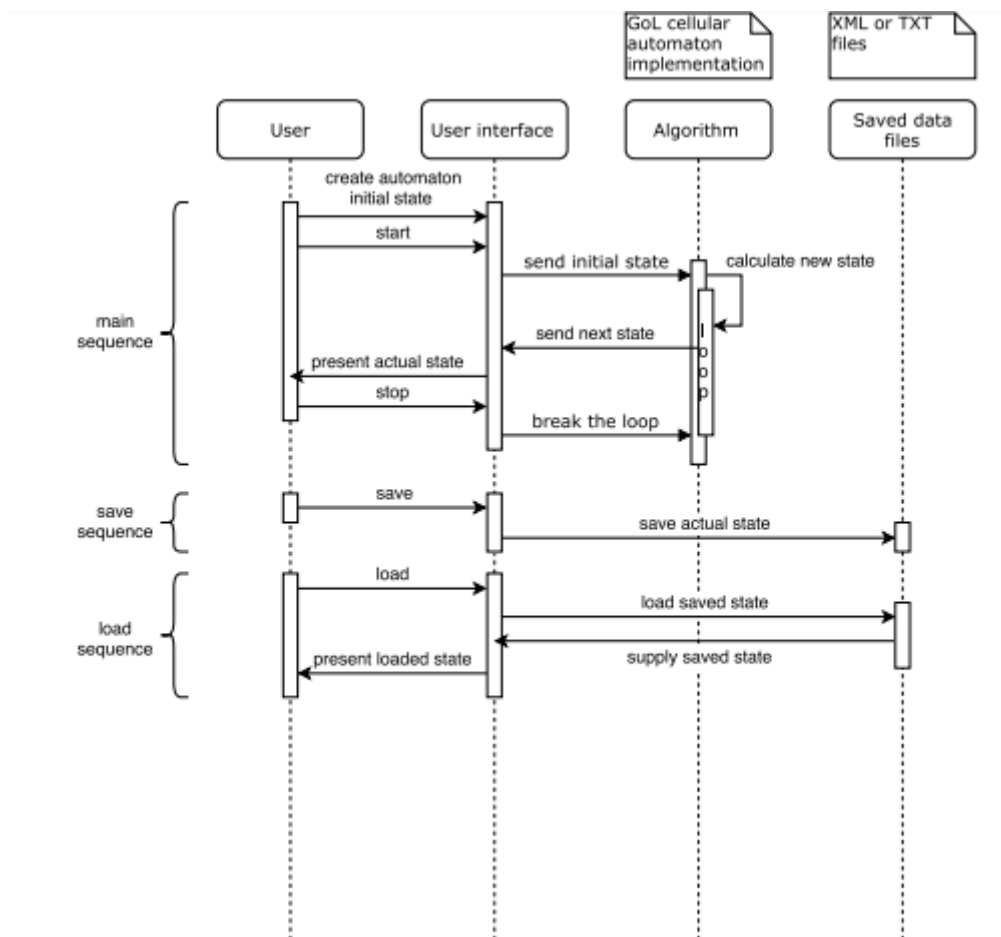 GoL cellular
automaton
implementation
XML or TXT
files
User
User interface
Algorithm
Saved data
files
create automaton
initial state
start
send initial state
calculate new state
main
sequence
loop
send next state
present actual state
stop
break the loop
save
sequence
save
save actual state
load
sequence
load
load saved state
supply saved state
present loaded state